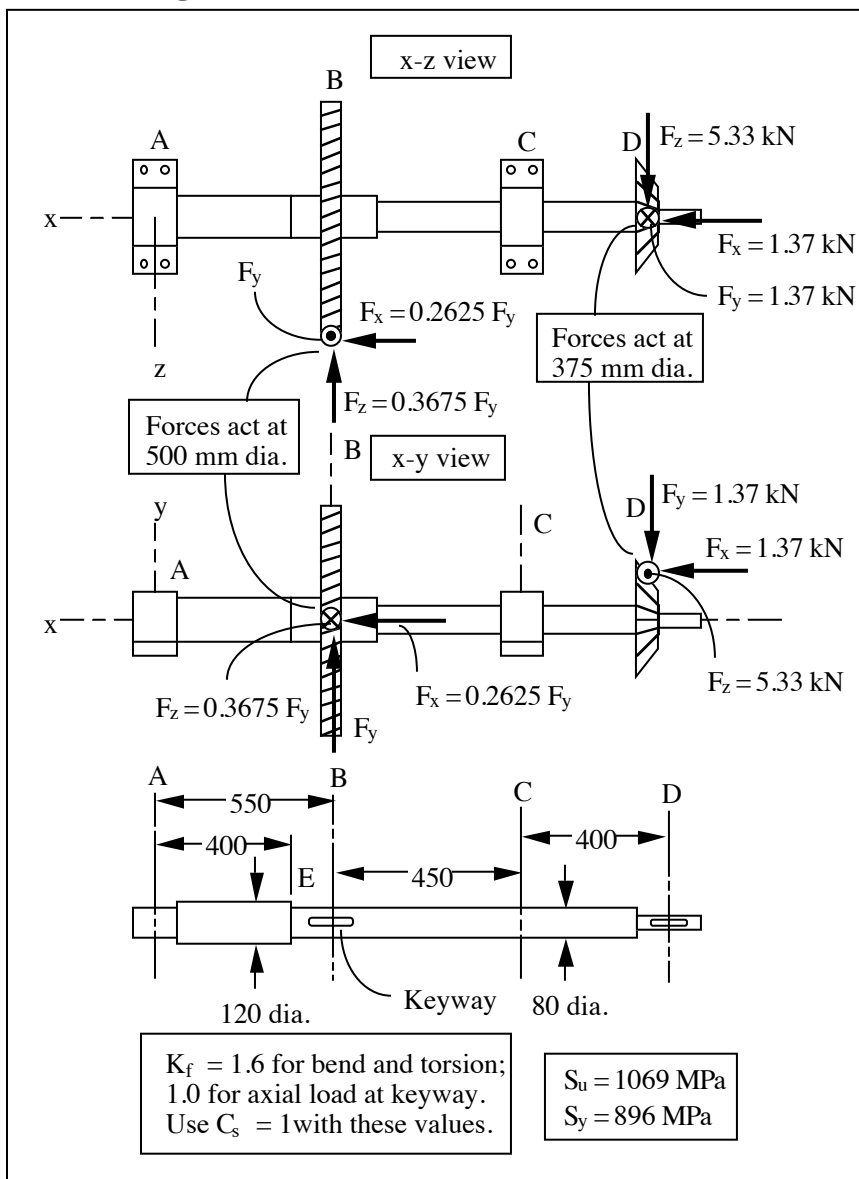 x-z view
B
A
C
D
F_z = 5.33 kN
x
F_x = 1.37 kN
F_y
F_y = 1.37 kN
F_x = 0.2625 F_y
z
Forces act at
375 mm dia.
F_z = 0.3675 F_y
Forces act at
500 mm dia.
B
x-y view
y
D
F_y = 1.37 kN
A
C
F_x = 1.37 kN
x
F_z = 0.3675 F_y
F_x = 0.2625 F_y
F_z = 5.33 kN
F_y
A
B
C
D
550
400
400
E
450
Keyway
120 dia.
80 dia.
K_f = 1.6 for bend and torsion;
1.0 for axial load at keyway.
Use C_s = 1with these values.
S_u = 1069 MPa
S_y = 896 MPa